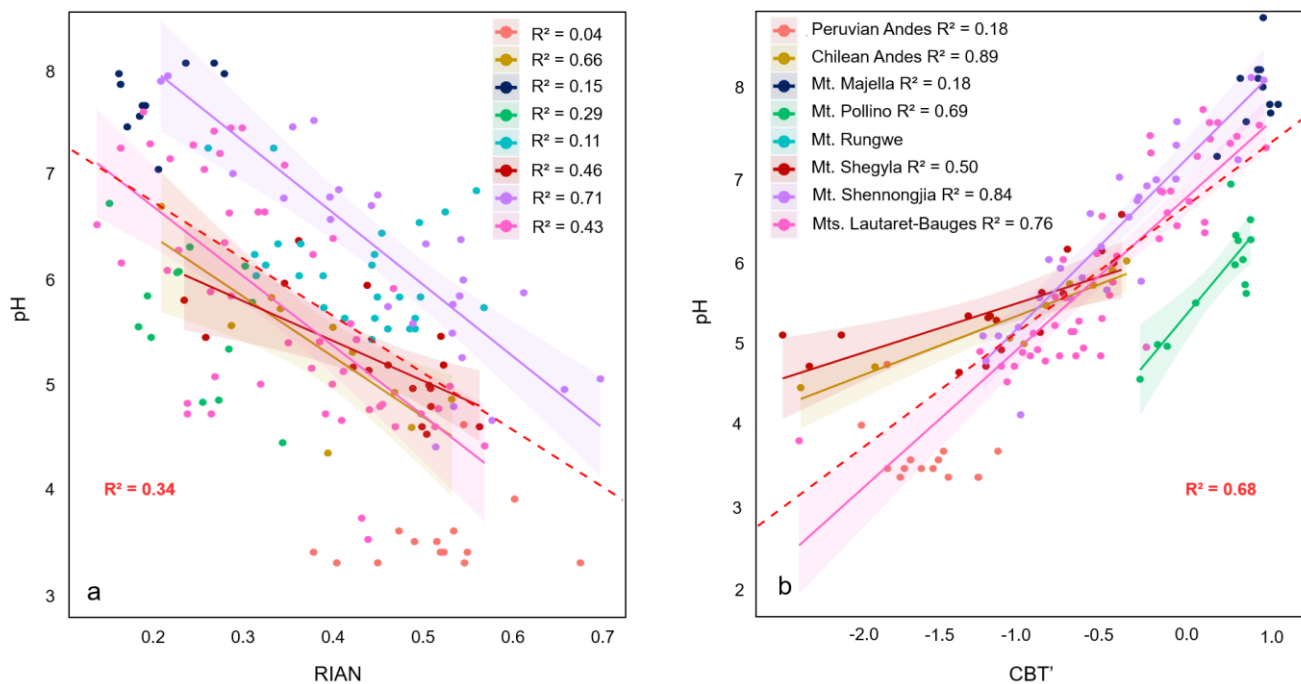 R² = 0.04
R² = 0.66
R² = 0.15
R² = 0.29
R² = 0.11
R² = 0.46
R² = 0.71
R² = 0.43
8
7
6
5
4
3
pH
R² = 0.34
a
0.2 0.3 0.4 0.5 0.6 0.7
RIAN
Peruvian Andes R² = 0.18
Chilean Andes R² = 0.89
Mt. Majella R² = 0.18
Mt. Pollino R² = 0.69
Mt. Rungwe
Mt. Shegyla R² = 0.50
Mt. Shennongjia R² = 0.84
Mts. Lautaret-Bauges R² = 0.76
8
7
6
5
4
3
2
pH
R² = 0.68
b
-2.0 -1.5 -1.0 -0.5 0.0 1.0
CBT’